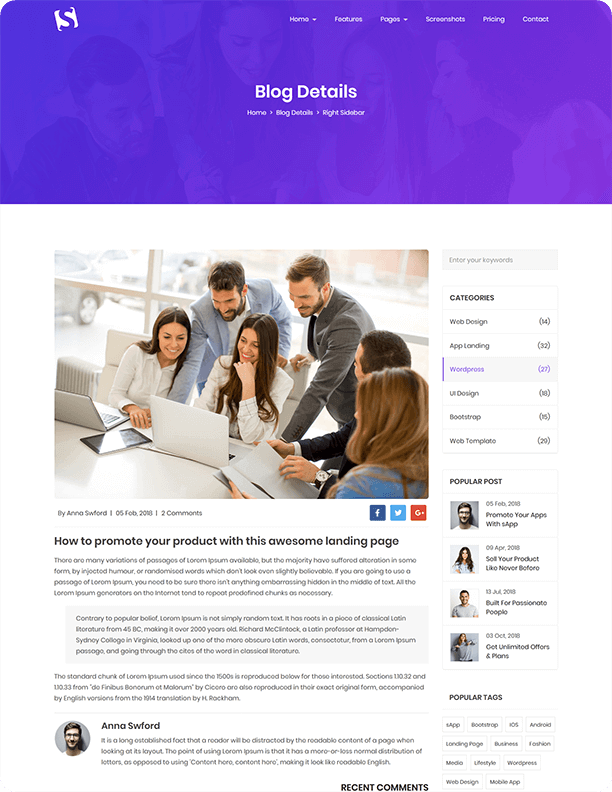 S
Home Features Pages Screenshots Pricing Contact
Blog Details
Home > Blog Details > Right Sidebar
By Anna Swford | 05 Feb, 2018 | 2 Comments
f G+
How to promote your product with this awesome landing page
There are many variations of passages of Lorem Ipsum available, but the majority have suffered alteration in some
form, by injected humour, or randomised words which don't look even slightly believable. If you are going to use a
passage of Lorem Ipsum, you need to be sure there isn't anything embarrassing hidden in the middle of text. All the
Lorem Ipsum generators on the Internet tend to repeat predefined chunks as necessary.
Contrary to popular belief, Lorem Ipsum is not simply random text. It has roots in a piece of classical Latin
literature from 45 BC, making it over 2000 years old. Richard McClintock, a Latin professor at Hampden-
Sydney College in Virginia, looked up one of the more obscure Latin words, consectetur, from a Lorem Ipsum
passage, and going through the cites of the word in classical literature.
The standard chunk of Lorem Ipsum used since the 1500s is reproduced below for those interested. Sections 1.10.32 and
1.10.33 from "de Finibus Bonorum et Malorum" by Cicero are also reproduced in their exact original form, accompanied
by English versions from the 1914 translation by H. Rackham.
Anna Swford
It is a long established fact that a reader will be distracted by the readable content of a page when
looking at its layout. The point of using Lorem Ipsum is that it has a more-or-less normal distribution of
letters, as opposed to using 'Content here, content here', making it look like readable English.
RECENT COMMENTS
Enter your keywords
CATEGORIES
Web Design (14)
App Landing (32)
Wordpress (27)
UI Design (18)
Bootstrap (15)
Web Template (29)
POPULAR POST
05 Feb, 2018
Promote Your Apps
With sApp
09 Apr, 2018
Sell Your Product
Like Never Before
13 Jul, 2018
Built For Passionate
People
03 Oct, 2018
Get Unlimited Offers
& Plans
POPULAR TAGS
sApp Bootstrap IOS Android
Landing Page Business Fashion
Media Lifestyle Wordpress
Web Design Mobile App